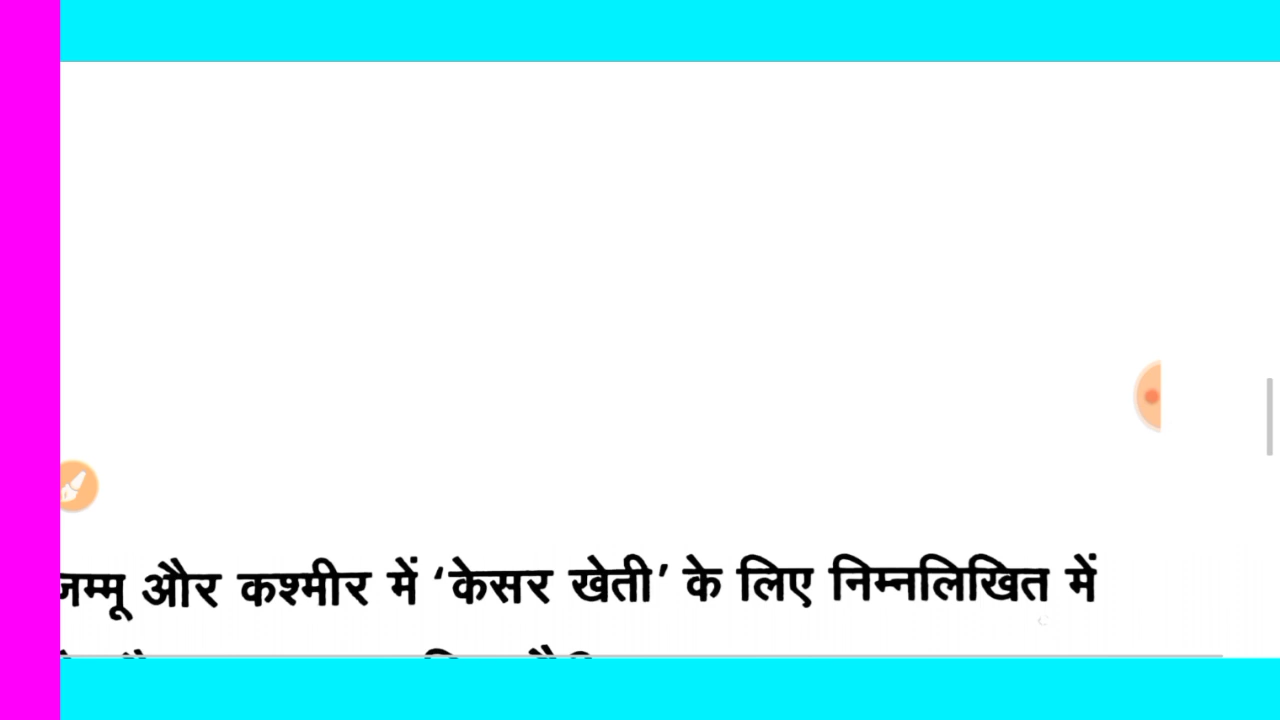 जम्मू और कश्मीर में ‘केसर खेती’ के लिए निम्नलिखित में